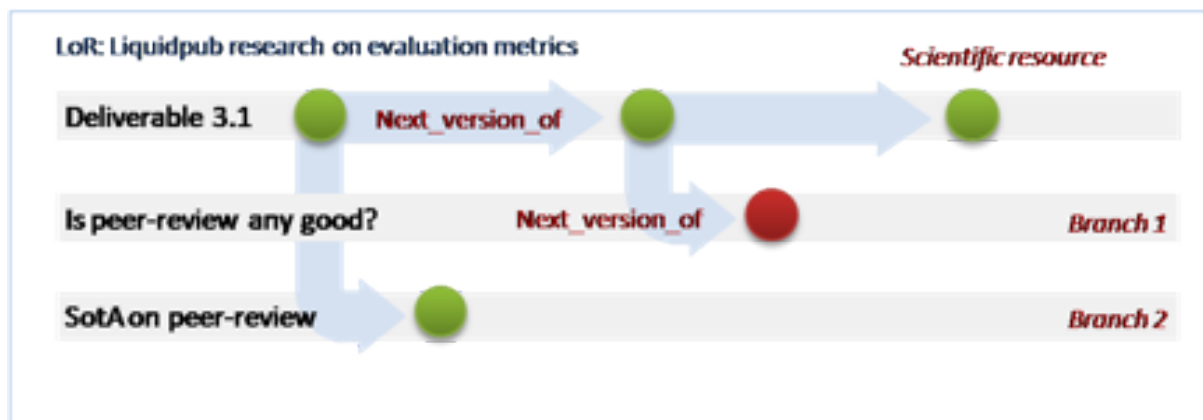 LoR: Liquidpub research on evaluation metrics
Scientific resource
Deliverable 3.1
Next_version_of
Is peer-review any good?
Next_version_of
Branch 1
SotA on peer-review
Branch 2